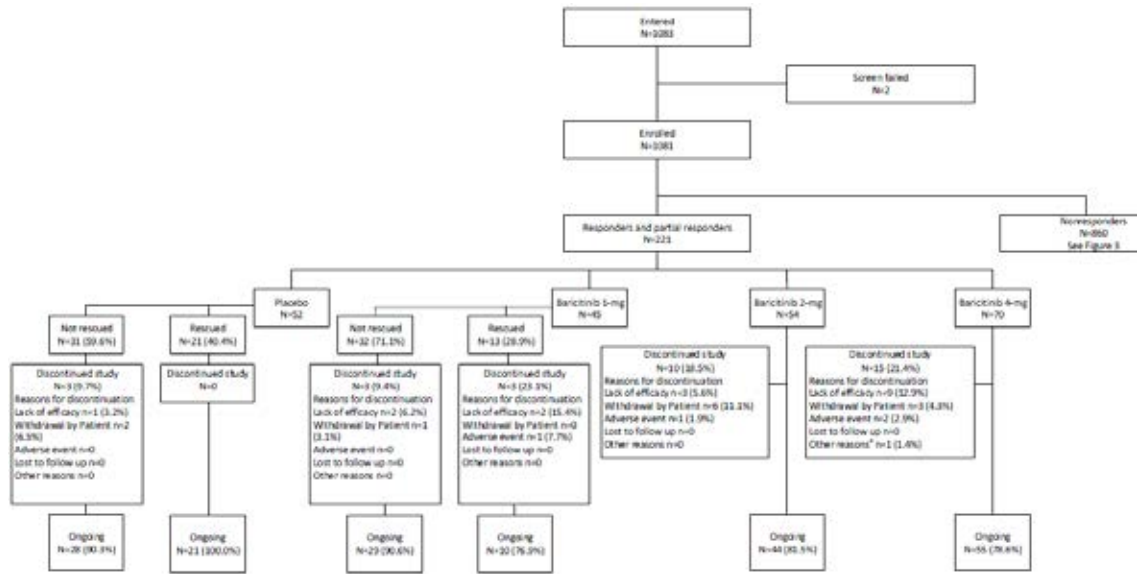 Entered
N=1083
Screen failed
N=2
Enrolled
N=1081
Responders and partial responders
N=221
Nonresponders
N=860
See Figure 3
Placebo
N=52
Baricitinib 1-mg
N=45
Baricitinib 2-mg
N=54
Baricitinib 4-mg
N=70
Not rescued
N=31 (59.6%)
Rescued
N=21 (40.4%)
Not rescued
N=32 (71.1%)
Rescued
N=13 (28.9%)
Discontinued study
N=3 (9.7%)
Reasons for discontinuation
Lack of efficacy n=1 (3.2%)
Withdrawal by Patient n=2
(6.5%)
Adverse event n=0
Lost to follow up n=0
Other reasons n=0
Discontinued study
N=0
Discontinued study
N=3 (9.4%)
Reasons for discontinuation
Lack of efficacy n=2 (6.2%)
Withdrawal by Patient n=1
(3.1%)
Adverse event n=0
Lost to follow up n=0
Other reasons n=0
Discontinued study
N=3 (23.1%)
Reasons for discontinuation
Lack of efficacy n=2 (15.4%)
Withdrawal by Patient n=0
Adverse event n=1 (7.7%)
Lost to follow up n=0
Other reasons n=0
Discontinued study
N=10 (18.5%)
Reasons for discontinuation
Lack of efficacy n=3 (5.6%)
Withdrawal by Patient n=6 (11.1%)
Adverse event n=1 (1.9%)
Lost to follow up n=0
Other reasons n=0
Discontinued study
N=15 (21.4%)
Reasons for discontinuation
Lack of efficacy n=9 (12.9%)
Withdrawal by Patient n=3 (4.3%)
Adverse event n=2 (2.9%)
Lost to follow up n=0
Other reasons* n=1 (1.4%)
Ongoing
N=28 (90.3%)
Ongoing
N=21 (100.0%)
Ongoing
N=29 (90.6%)
Ongoing
N=10 (76.9%)
Ongoing
N=44 (81.5%)
Ongoing
N=55 (78.6%)